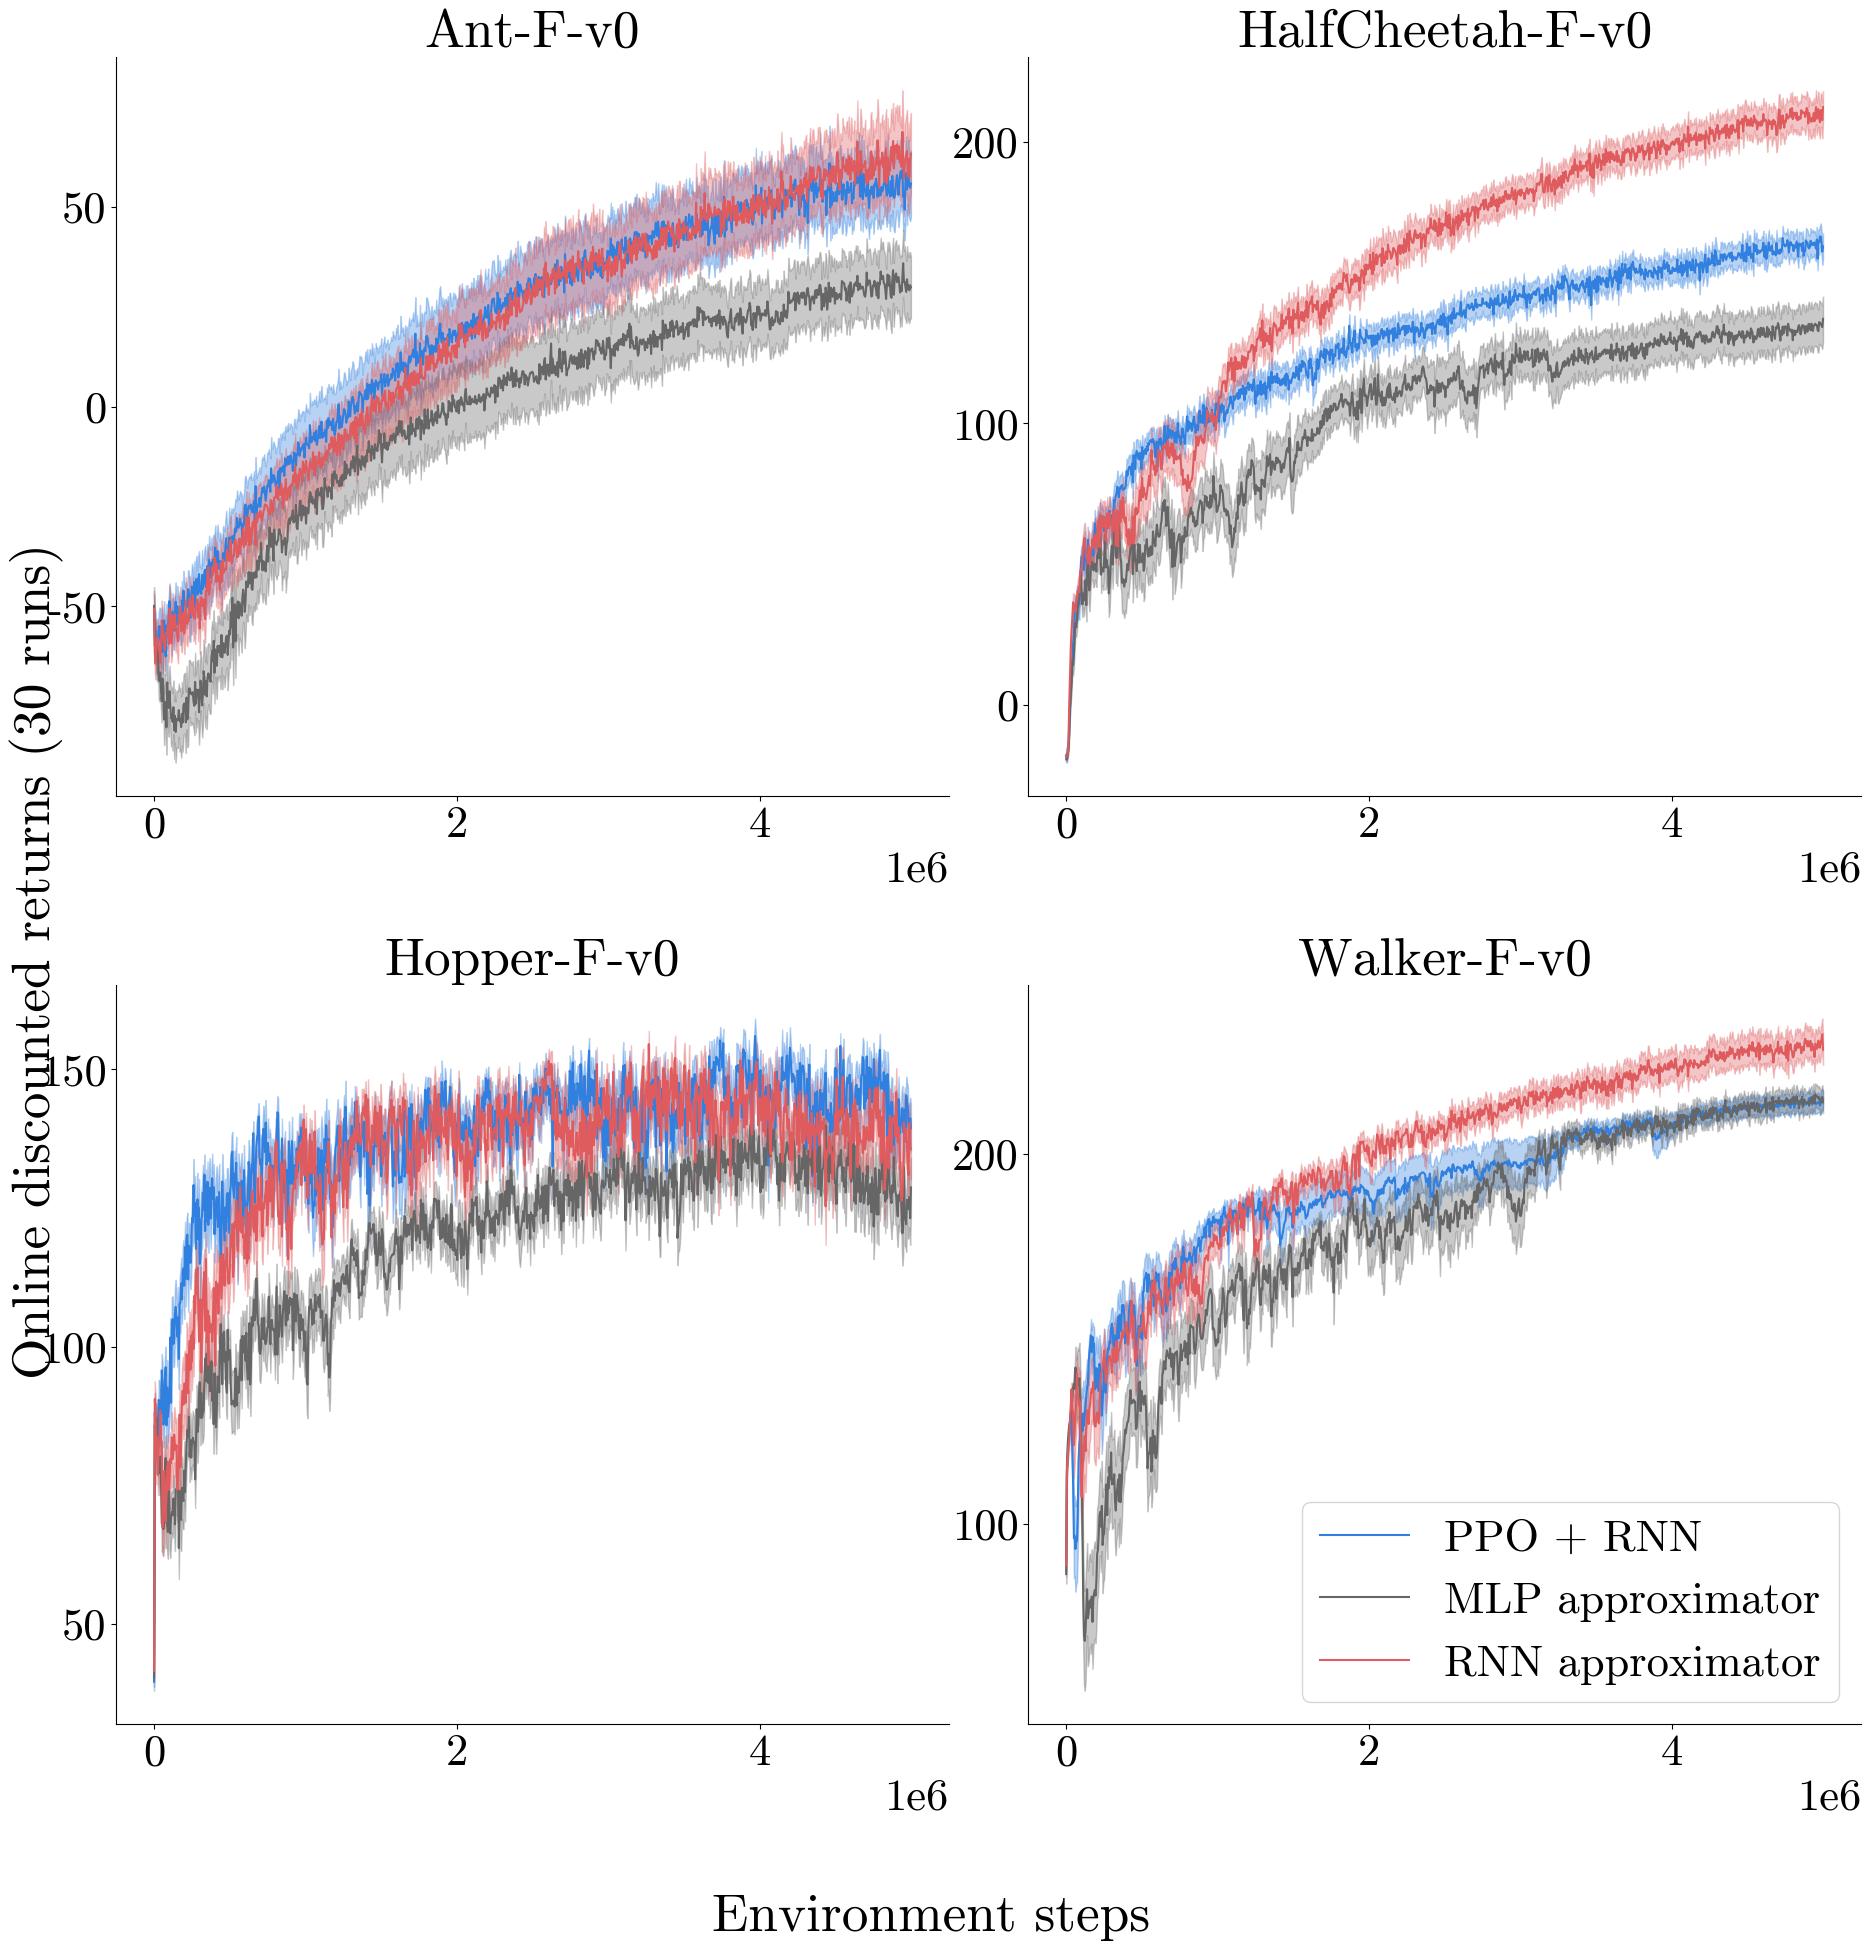 Ant-F-v0
50
0
-50
0
2
4
1e6
HalfCheetah-F-v0
200
100
0
0
2
4
1e6
Online discounted returns (30 runs)
Hopper-F-v0
150
100
50
0
2
4
1e6
Walker-F-v0
200
100
PPO + RNN
MLP approximator
RNN approximator
0
2
4
1e6
Environment steps